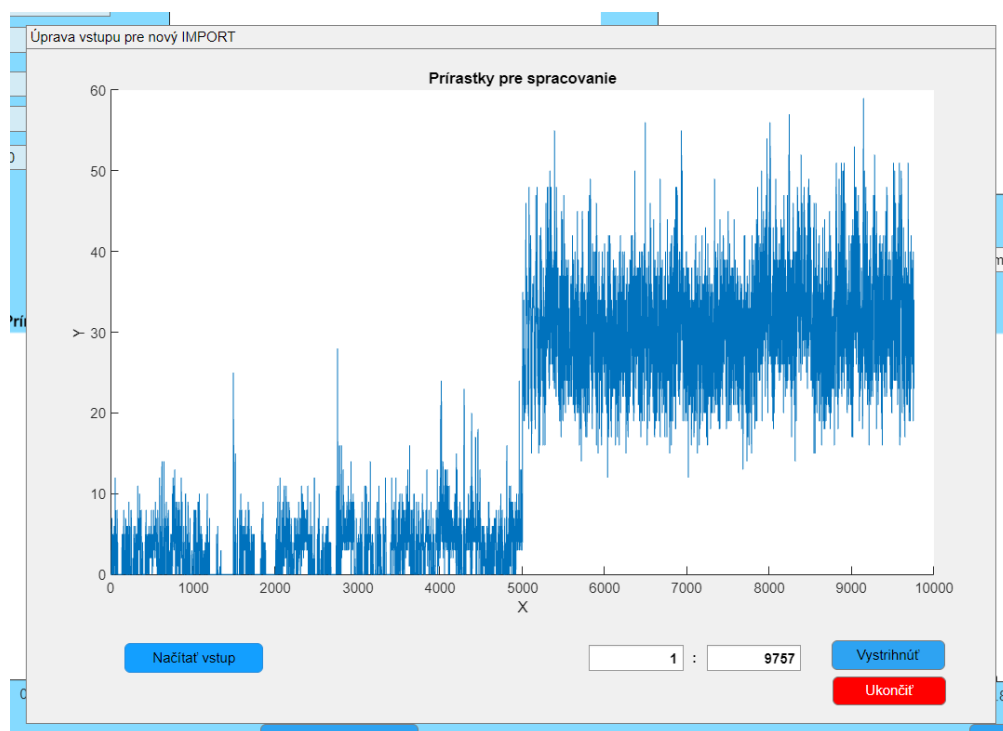 Úprava vstupu pre nový IMPORT
Prírastky pre spracovanie
60
50
40
30
20
10
0
Y
0 1000 2000 3000 4000 5000 6000 7000 8000 9000 10000
X
Načítať vstup
1 : 9757
Vystrihnúť
Ukončiť